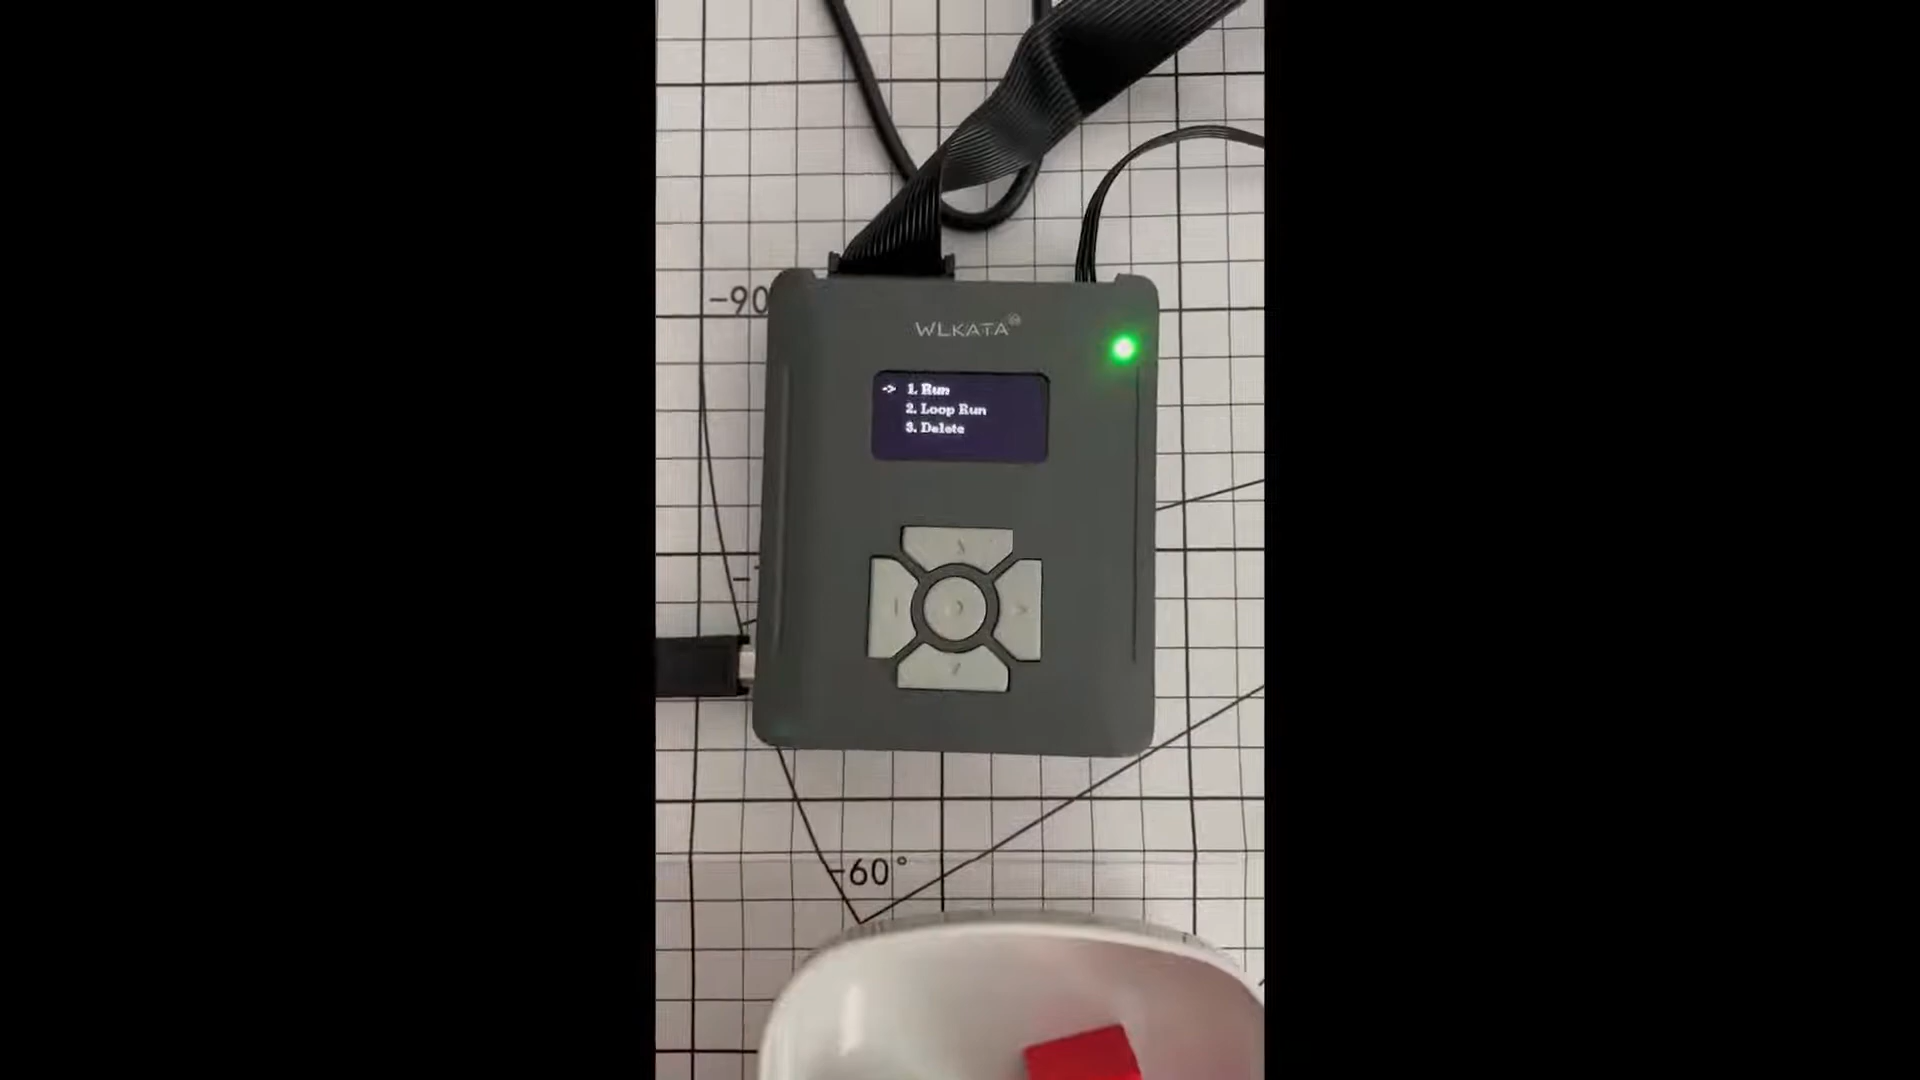 -90
WLKATA®
-> 1. Run
2. Loop Run
3. Delete
-60°